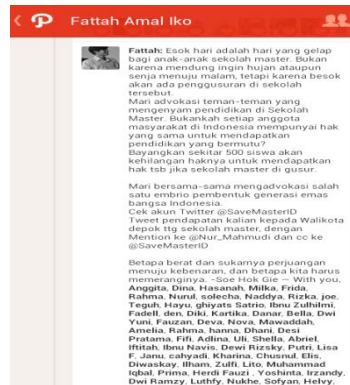 Fattah Amal Iko
Fattah: Esok hari adalah hari yang gelap
bagi anak-anak sekolah master. Bukan
karena mendung ingin hujan ataupun
senja menuju malam, tetapi karena besok
akan ada penggusuran di sekolah
tersebut.
Mari advokasi teman-teman yang
mengenyam pendidikan di Sekolah
Master. Bukankah setiap anggota
masyarakat di Indonesia mempunyai hak
yang sama untuk mendapatkan
pendidikan yang bermutu?
Bayangkan sekitar 500 siswa akan
kehilangan haknya untuk mendapatkan
hak tsb jika sekolah master di gusur.
Mari bersama-sama mengadvokasi salah
satu embrio pembentuk generasi emas
bangsa Indonesia.
Cek akun Twitter @SaveMasterID
Tweet pendapatan kalian kepada Walikota
depok ttg sekolah master, dengan
Mention ke @Nur_Mahmudi dan cc ke
@SaveMasterID
Betapa berat dan sukarnya perjuangan
menuju kebenaran, dan betapa kita harus
memeranginya. -Soe Hok Gie — With you,
Anggita, Dina, Hasanah, Milka, Frida,
Rahma, Nurul, solecha, Naddya, Rizka, joe,
Teguh, Hayu, ghiyats Satrio, Ibnu Zulhilmi,
Fadell, den, Diki, Kartika, Danar, Bella, Dwi
Yuni, Fauzan, Deva, Nova, Mawaddah,
Amelia, Rahma, hanna, Dhani, Desi
Pratama, Fifi, Adlina, Uli, Shella, Abriel,
Iftitah, Ibnu Navis, Dewi Rizsky, Putri, Lisa
F, Janu, cahyadi, Kharina, Chusnul, Elis,
Diwaskay, Ilham, Zulfi, Lito, Muhammad
Iqbal, Prima, Herdi Fauzi , Yoshinta, Irzandy,
Dwi Ramzy, Luthfy, Nukhe, Sofyan, Helvy,